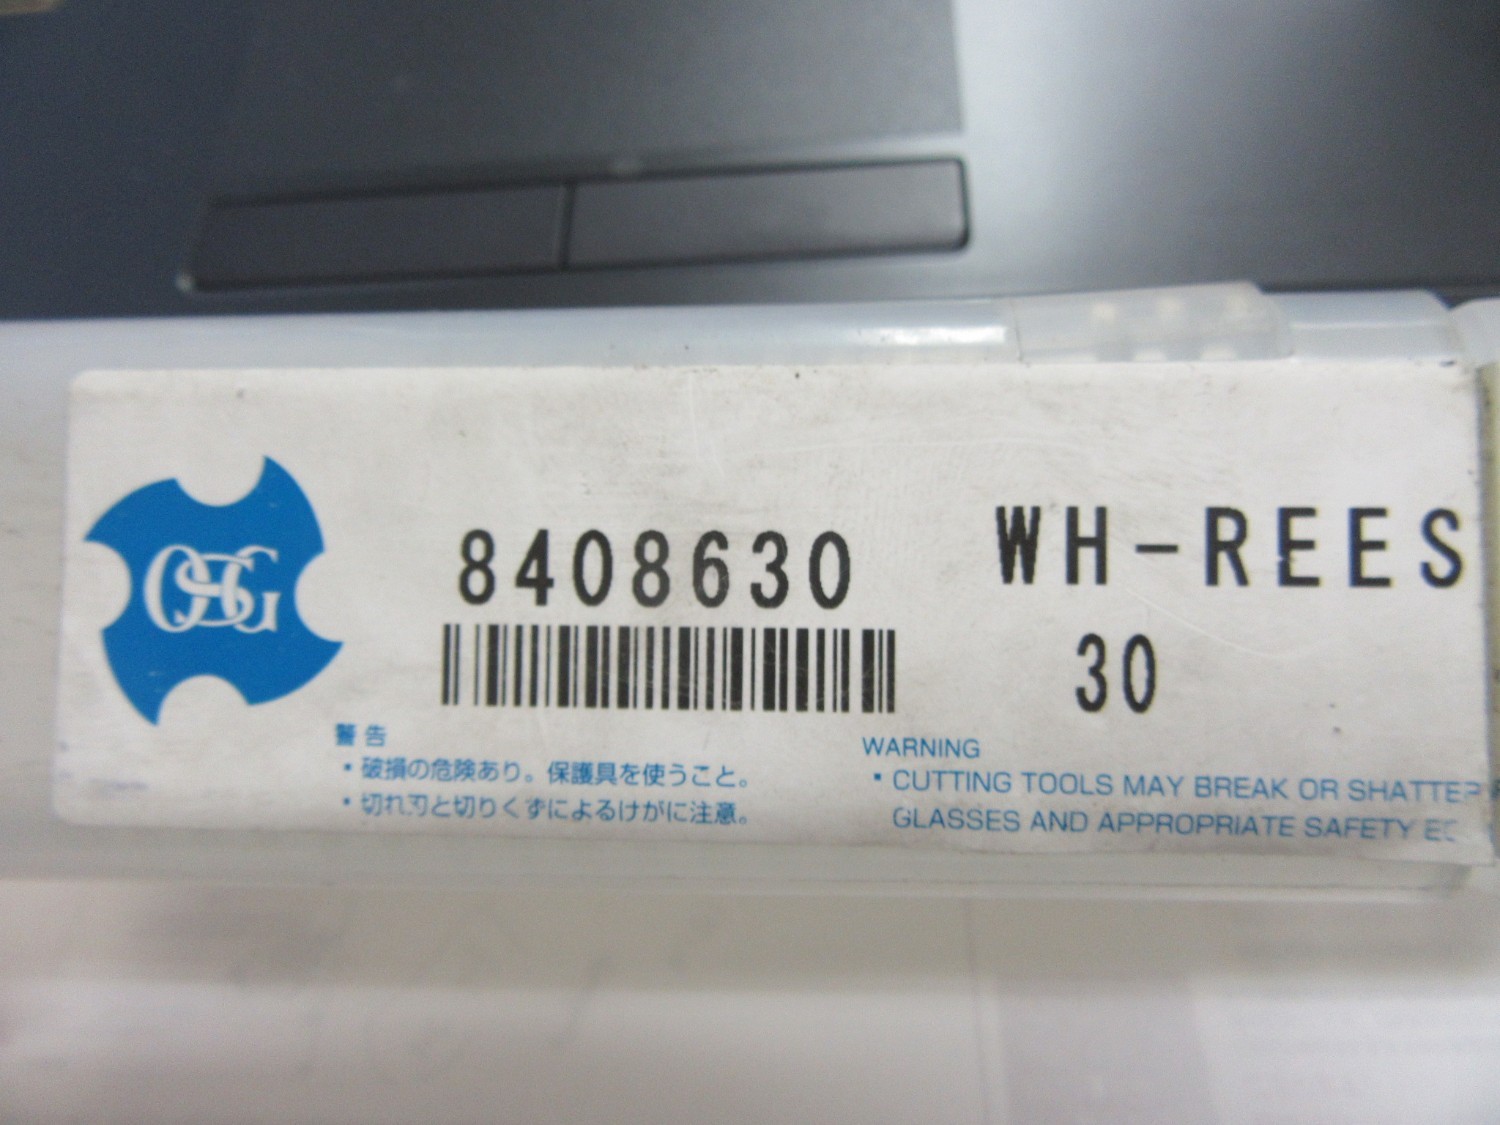 OSG
8408630
WH-REES
30
警告
・破損の危険あり。保護具を使うこと。
・切れ刃と切りくずによるけがに注意。
WARNING
・CUTTING TOOLS MAY BREAK OR SHATTER
GLASSES AND APPROPRIATE SAFETY